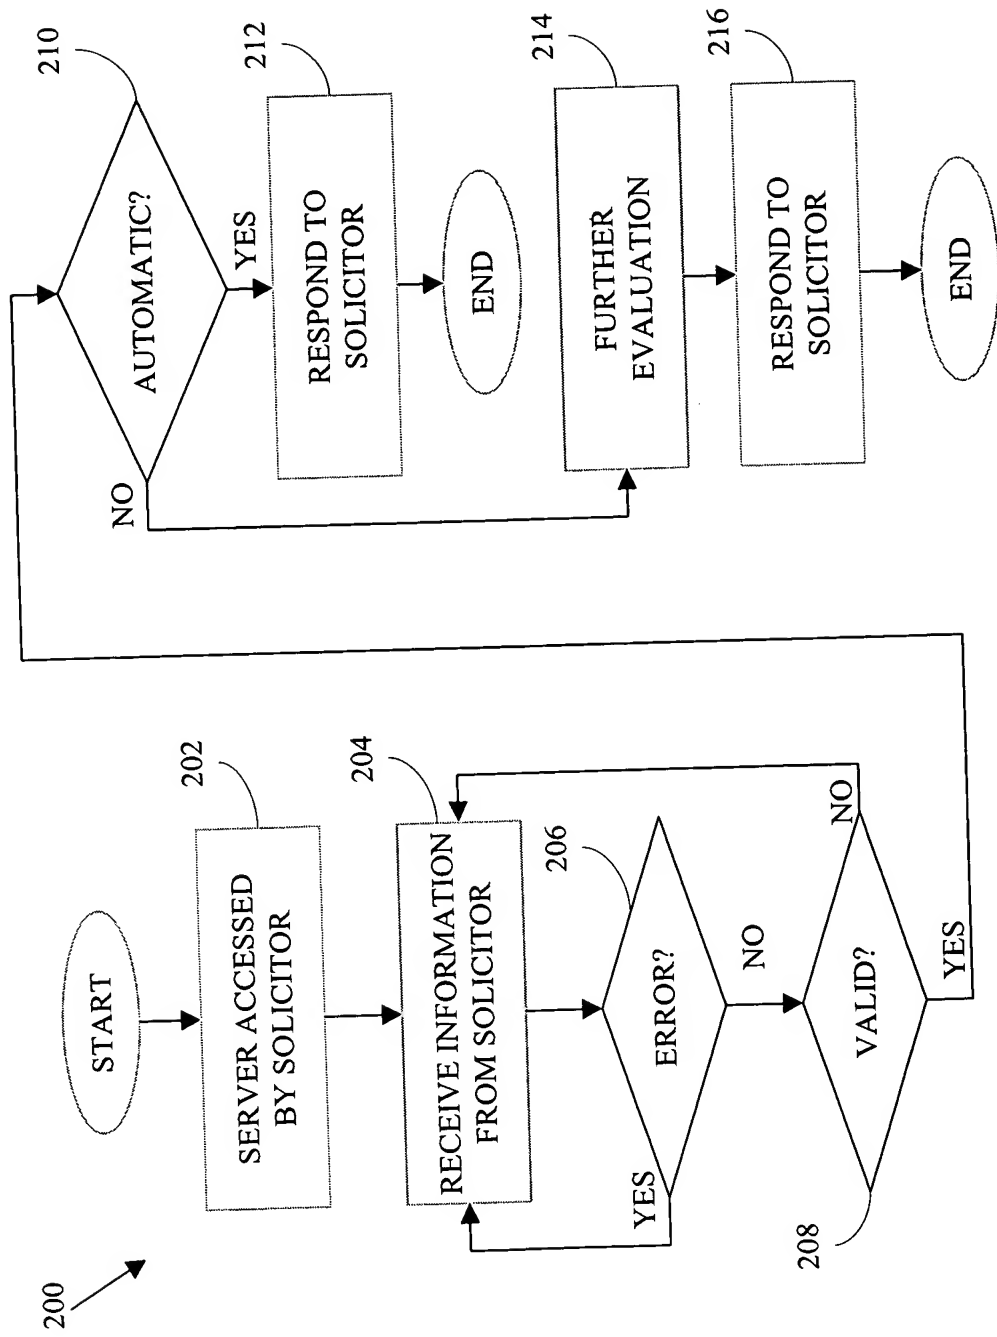 200
START
202
SERVER ACCESSED
BY SOLICITOR
204
RECEIVE INFORMATION
FROM SOLICITOR
206
ERROR?
YES
NO
208
VALID?
NO
YES
210
AUTOMATIC?
NO
YES
212
RESPOND TO
SOLICITOR
END
214
FURTHER
EVALUATION
216
RESPOND TO
SOLICITOR
END